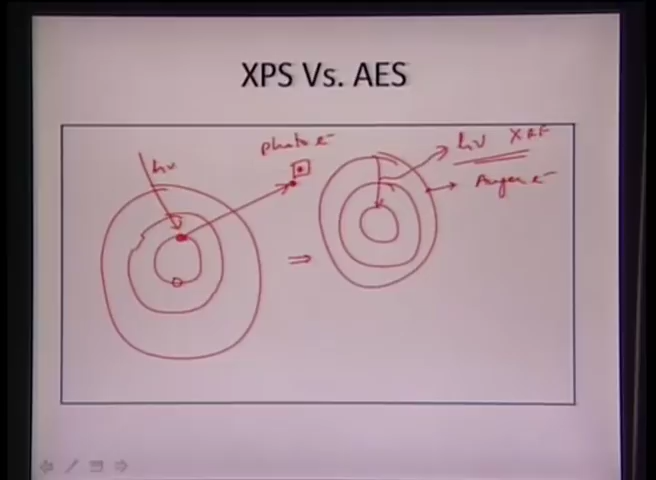 XPS Vs. AES
hν
photo e-
hν XRF
Auger e-